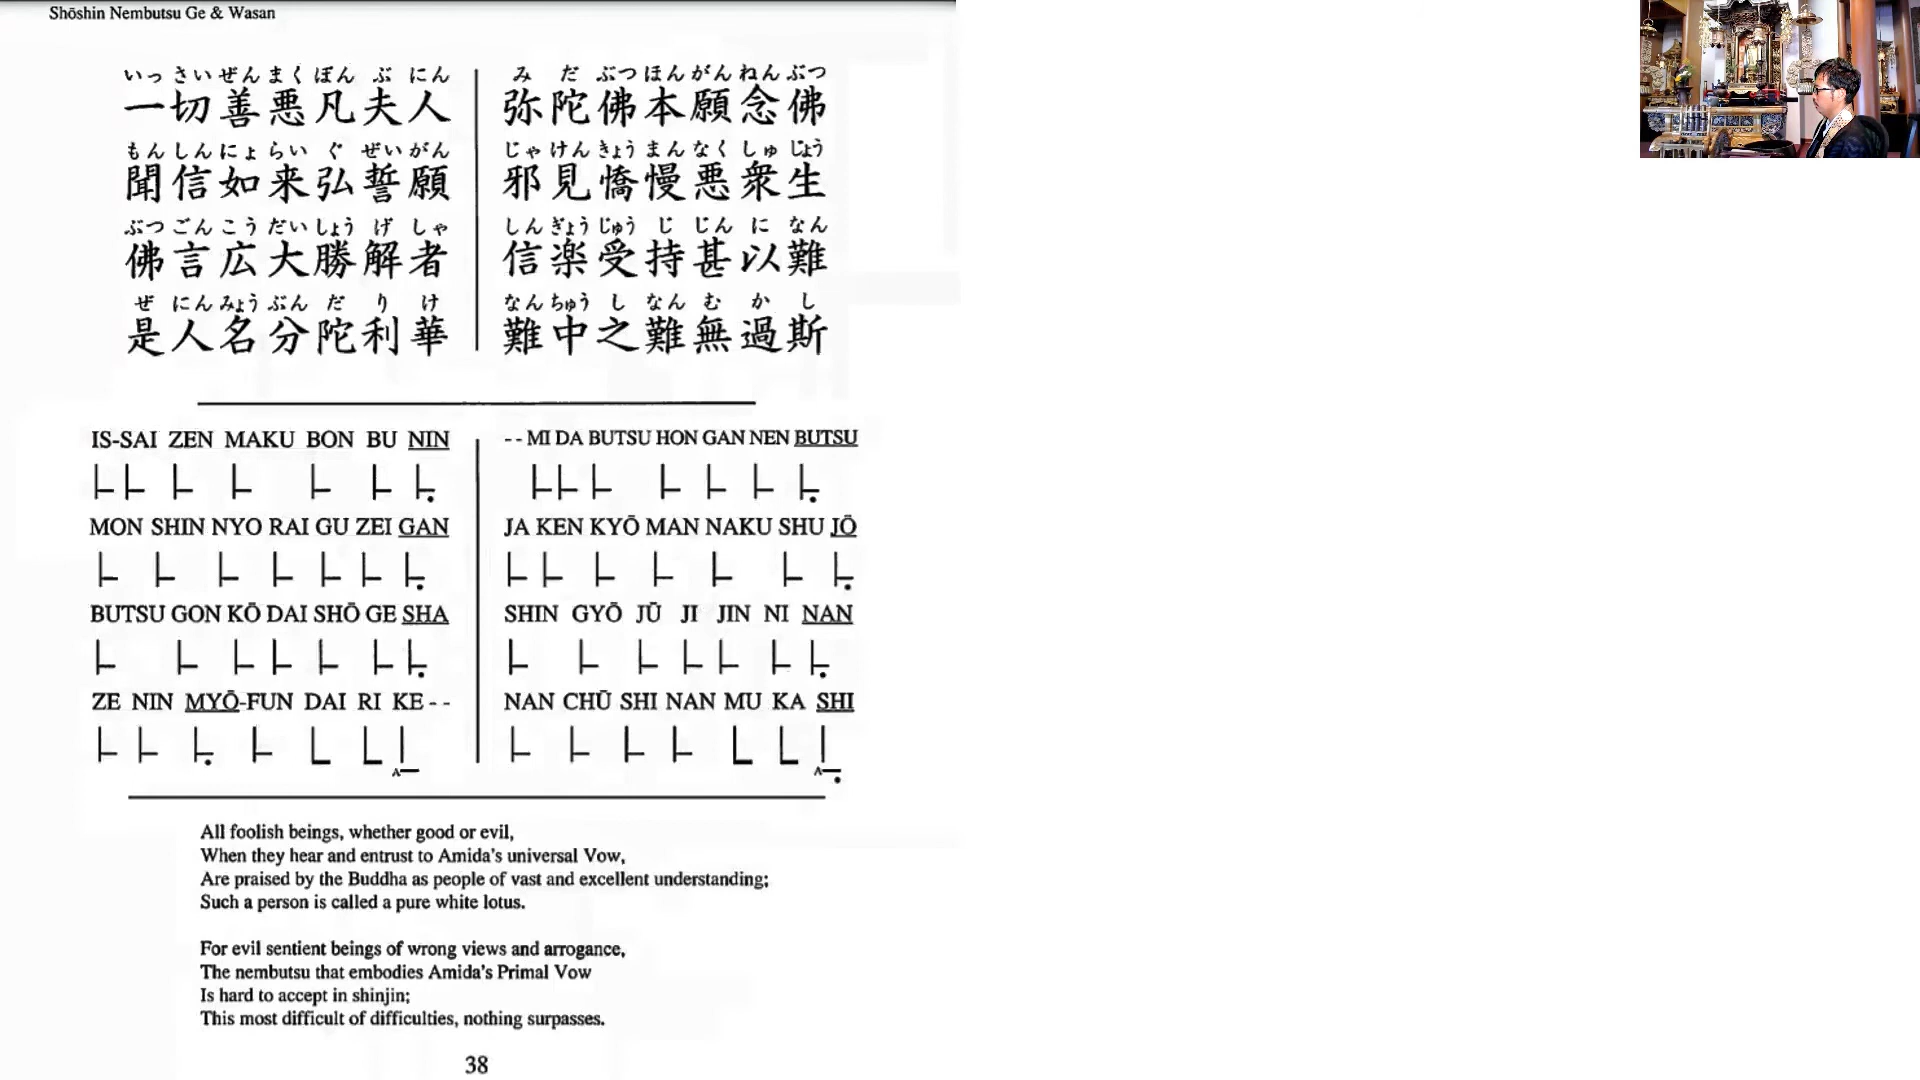 Shōshin Nembutsu Ge & Wasan
いっさいぜんまくぼん ぶ にん
一切善悪凡夫人
もんしんにょ らい ぐ ぜいがん
聞信如来弘誓願
ぶつごんこう だいしょう げ しゃ
佛言広大勝解者
ぜ にんみょうぶん だ り け
是人名分陀利華
み だ ぶつほんがんねんぶつ
弥陀佛本願念佛
じゃけんきょうまんなくしゅ じょう
邪見憍慢悪衆生
しんぎょうじゅう じ じん に なん
信楽受持甚以難
なんちゅう し なん む か し
難中之難無過斯
IS-SAI ZEN MAKU BON BU NIN
MON SHIN NYO RAI GU ZEI GAN
BUTSU GON KŌ DAI SHŌ GE SHA
ZE NIN MYŌ-FUN DAI RI KE - -
A
- - MI DA BUTSU HON GAN NEN BUTSU
JA KEN KYŌ MAN NAKU SHU JŌ
SHIN GYŌ JŪ JI JIN NI NAN
NAN CHŪ SHI NAN MU KA SHI
A
All foolish beings, whether good or evil,
When they hear and entrust to Amida's universal Vow,
Are praised by the Buddha as people of vast and excellent understanding;
Such a person is called a pure white lotus.
For evil sentient beings of wrong views and arrogance,
The nembutsu that embodies Amida's Primal Vow
Is hard to accept in shinjin;
This most difficult of difficulties, nothing surpasses.
38